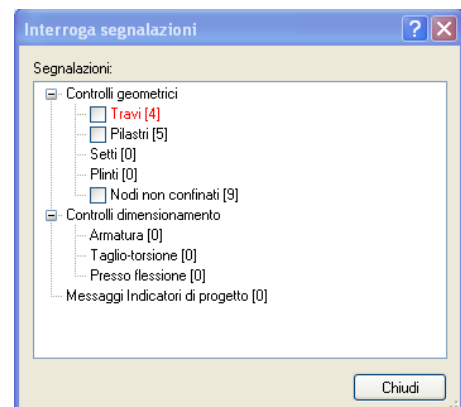 Interroga segnalazioni
Segnalazioni:
Controlli geometrici
Travi [4]
Pilastri [5]
Setti [0]
Plinti [0]
Nodi non confinati [9]
Controlli dimensionamento
Armatura [0]
Taglio-torsione [0]
Presso flessione [0]
Messaggi Indicatori di progetto [0]
Chiudi